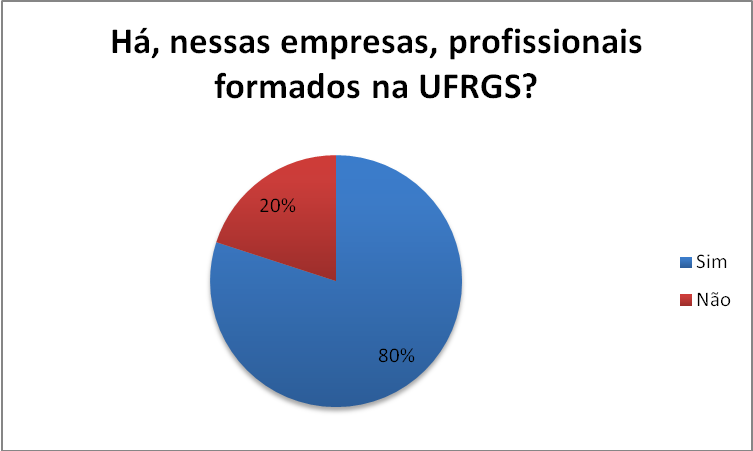 Há, nessas empresas, profissionais
formados na UFRGS?
20%
80%
Sim
Não